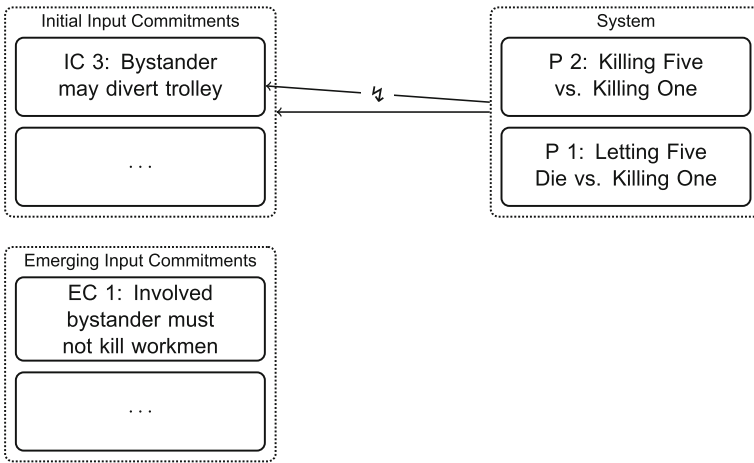 Initial Input Commitments
IC 3: Bystander
may divert trolley
. . .
System
P 2: Killing Five
vs. Killing One
P 1: Letting Five
Die vs. Killing One
↯
Emerging Input Commitments
EC 1: Involved
bystander must
not kill workmen
. . .